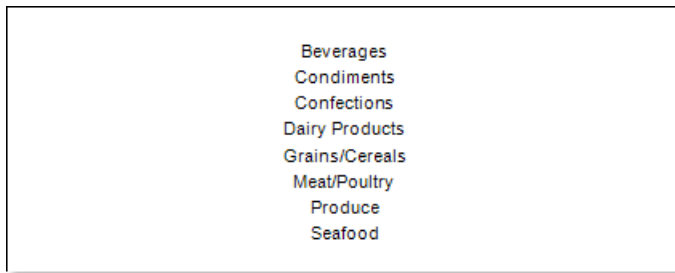 Beverages
Condiments
Confections
Dairy Products
Grains/Cereals
Meat/Poultry
Produce
Seafood